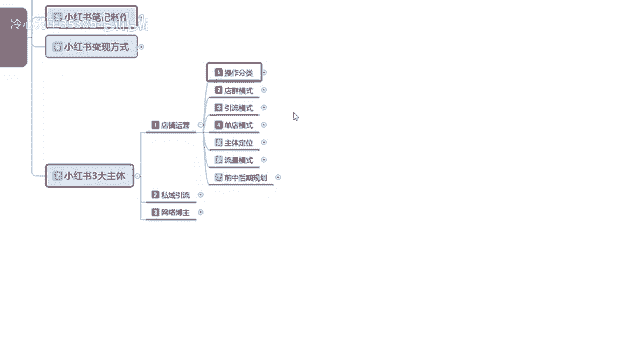 小红书笔记制作
小红书变现方式
小红书3大主体
1 店铺运营
1 操作分类
2 店群模式
3 引流模式
4 单店模式
主体定位
流量模式
前中后期规划
2 私域引流
3 网络博主